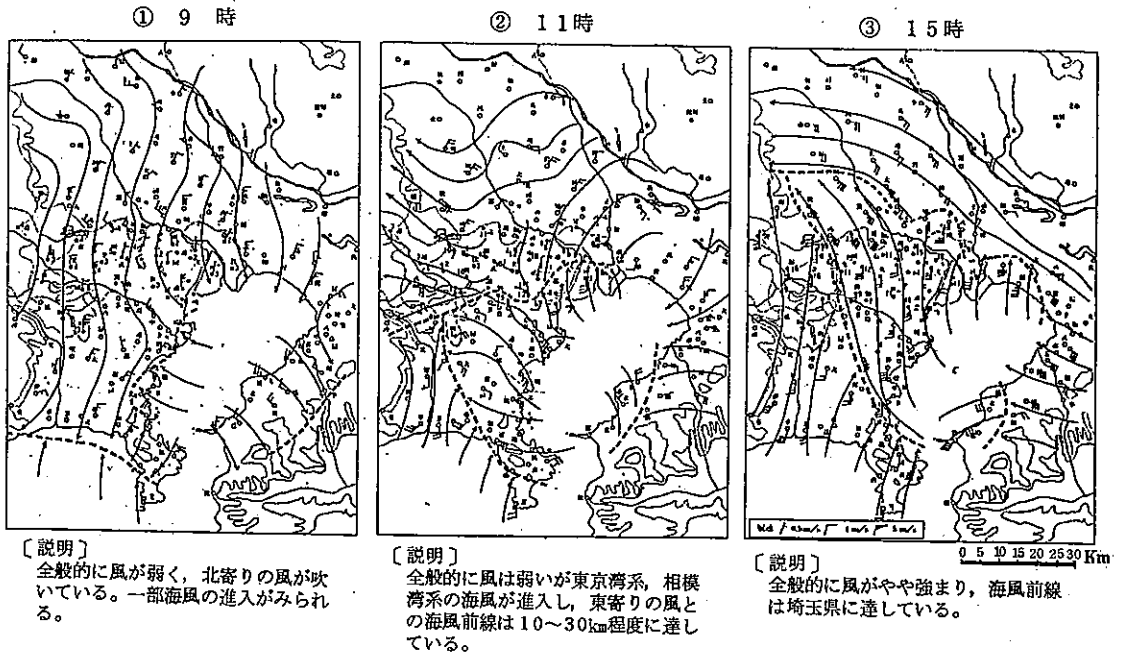 ① 9 時
② 11時
③ 15時
0 5 10 15 20 25 30 Km
〔説明〕
全般的に風が弱く，北寄りの風が吹
いている。一部海風の進入がみられ
る。
〔説明〕
全般的に風は弱いが東京湾系，相模
湾系の海風が進入し，東寄りの風と
の海風前線は10～30㎞程度に達し
ている。
〔説明〕
全般的に風がやや強まり，海風前線
は埼玉県に達している。